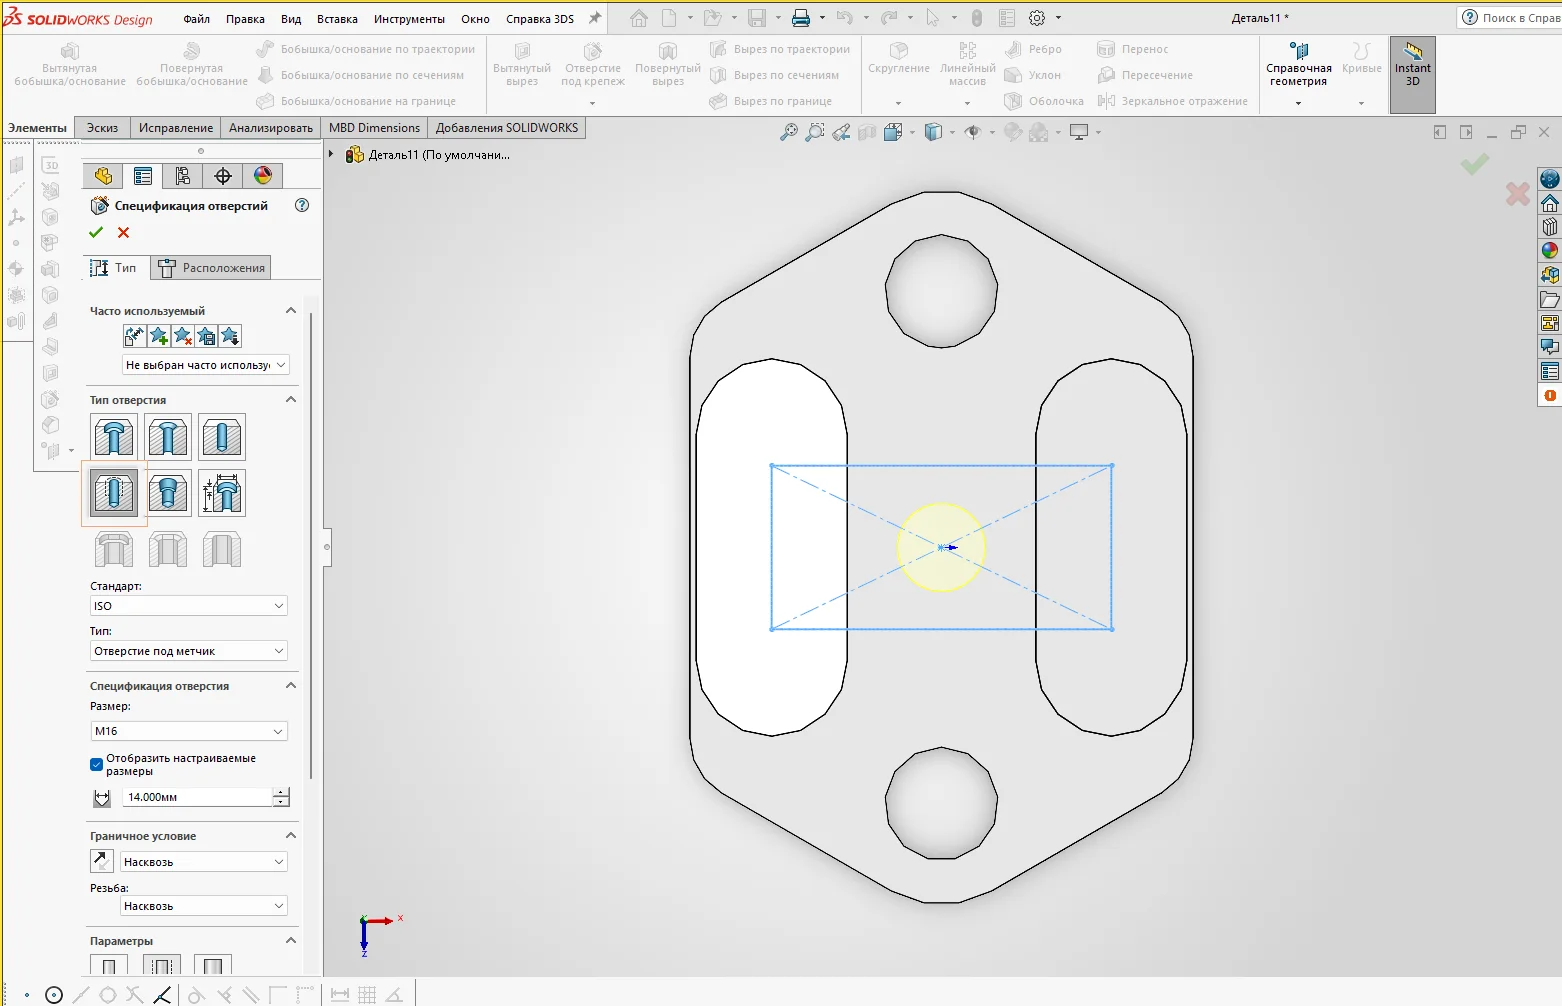 SOLIDWORKS Design
Файл Правка Вид Вставка Инструменты Окно Справка 3DS
Деталь11 *
Поиск в Справ
Вытянутая бобышка/основание
Повернутая бобышка/основание
Бобышка/основание по траектории
Бобышка/основание по сечениям
Бобышка/основание на границе
Вытянутый вырез
Отверстие под крепеж
Повернутый вырез
Вырез по траектории
Вырез по сечениям
Вырез по границе
Скругление
Линейный массив
Ребро
Уклон
Оболочка
Перенос
Пересечение
Зеркальное отражение
Справочная геометрия
Кривые
Instant 3D
Элементы Эскиз Исправление Анализировать MBD Dimensions Добавления SOLIDWORKS
Деталь11 (По умолчани...
3D
Спецификация отверстий
Тип Расположения
Часто используемый
Не выбран часто используе
Тип отверстия
Стандарт:
ISO
Тип:
Отверстие под метчик
Спецификация отверстия
Размер:
M16
Отобразить настраиваемые
размеры
14.000мм
Граничное условие
Насквозь
Резьба:
Насквозь
Параметры
Y
X
Z